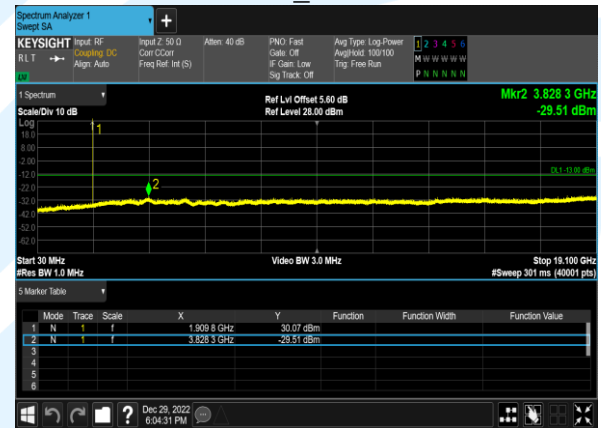 Spectrum Analyzer 1
Swept SA
+
KEYSIGHT Input: RF Input Z: 50 Ω Atten: 40 dB PNO: Fast Avg Type: Log-Power 1 2 3 4 5 6
RLT Coupling: DC Corr CCorr Gate: Off Avg|Hold: 100/100 M W W W W W
Align: Auto Freq Ref: Int (S) IF Gain: Low Trig: Free Run
Sig Track: Off P N N N N N
1 Spectrum Ref Lvl Offset 5.60 dB Mkr2 3.828 3 GHz
Scale/Div 10 dB Ref Level 28.00 dBm -29.51 dBm
Log
18.0 1
8.00
-2.00
-12.0 DL1 -13.00 dBm
-22.0 2
-32.0
-42.0
-52.0
-62.0
Start 30 MHz Video BW 3.0 MHz Stop 19.100 GHz
#Res BW 1.0 MHz #Sweep 301 ms (40001 pts)
5 Marker Table
Mode Trace Scale X Y Function Function Width Function Value
1 N 1 f 1.909 8 GHz 30.07 dBm
2 N 1 f 3.828 3 GHz -29.51 dBm
3
4
5
6
? Dec 29, 2022
6:04:31 PM